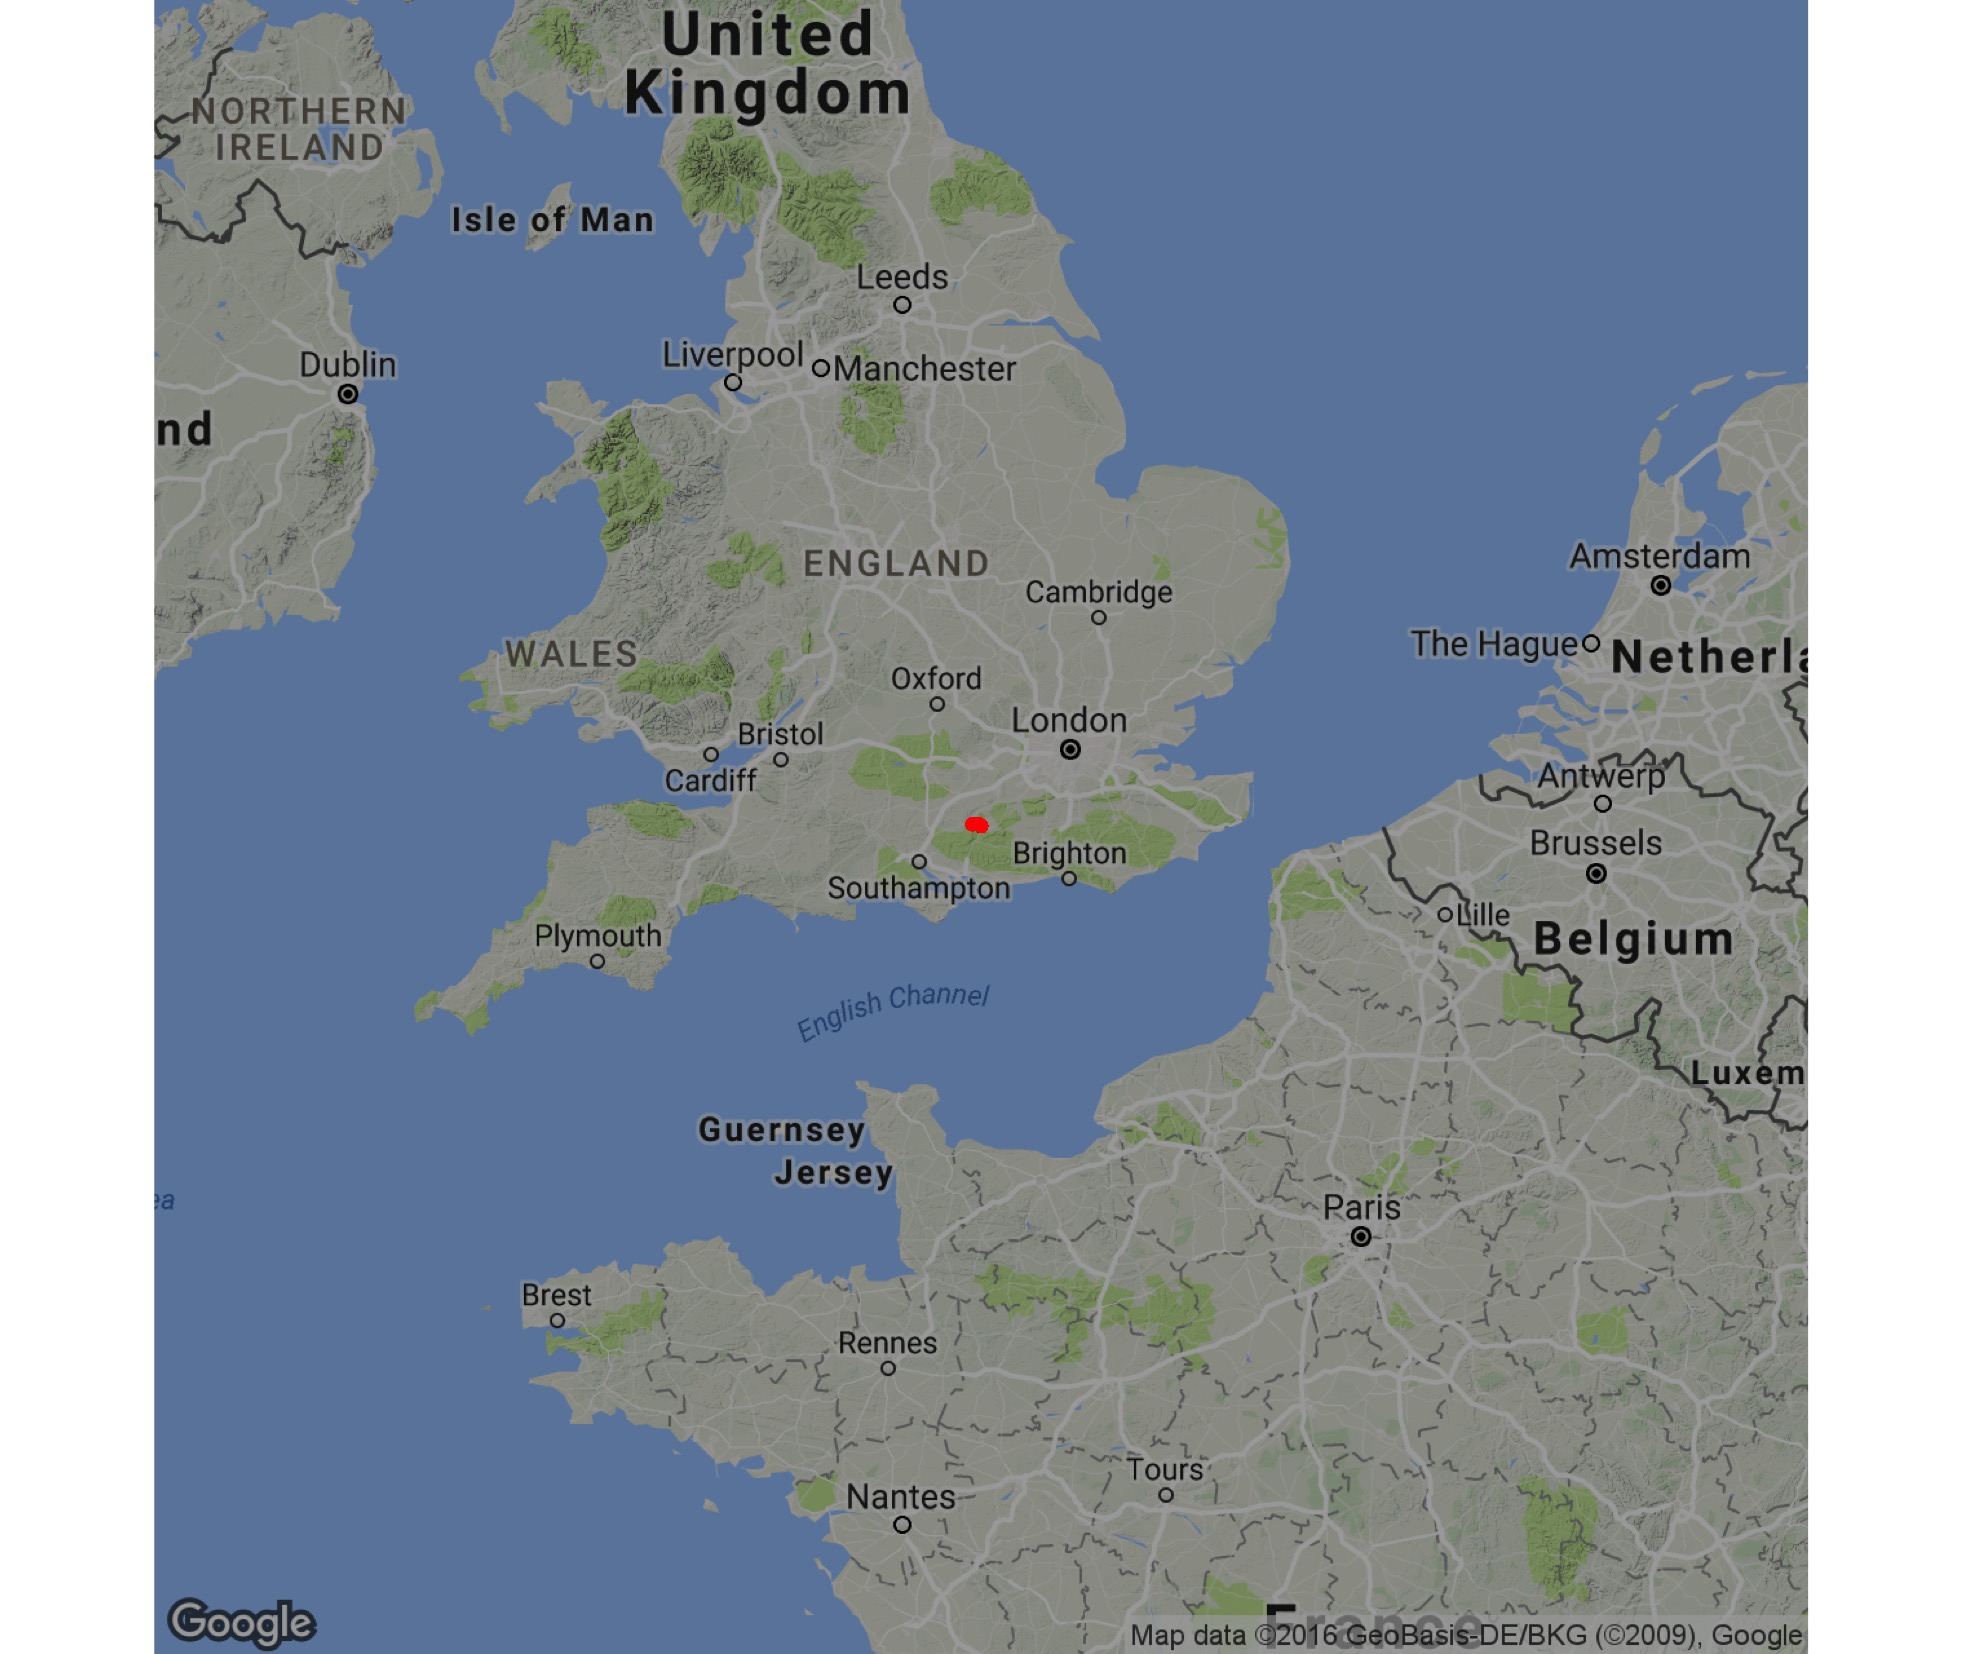 United
Kingdom
NORTHERN
IRELAND
Isle of Man
Leeds
Liverpool
Manchester
Dublin
nd
ENGLAND
Cambridge
Amsterdam
The Hague
Netherla
WALES
Oxford
London
Bristol
Cardiff
Antwerp
Brussels
Brighton
Southampton
Lille
Belgium
Plymouth
English Channel
Luxem
Guernsey
Jersey
ea
Paris
Brest
Rennes
Tours
Nantes
France
Google
Map data ©2016 GeoBasis-DE/BKG (©2009), Google